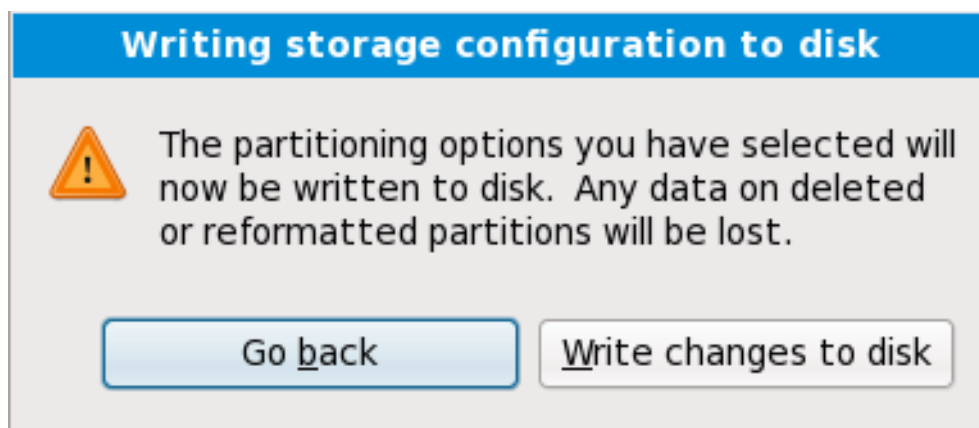 Writing storage configuration to disk
The partitioning options you have selected will
now be written to disk.  Any data on deleted
or reformatted partitions will be lost.
Go back
Write changes to disk